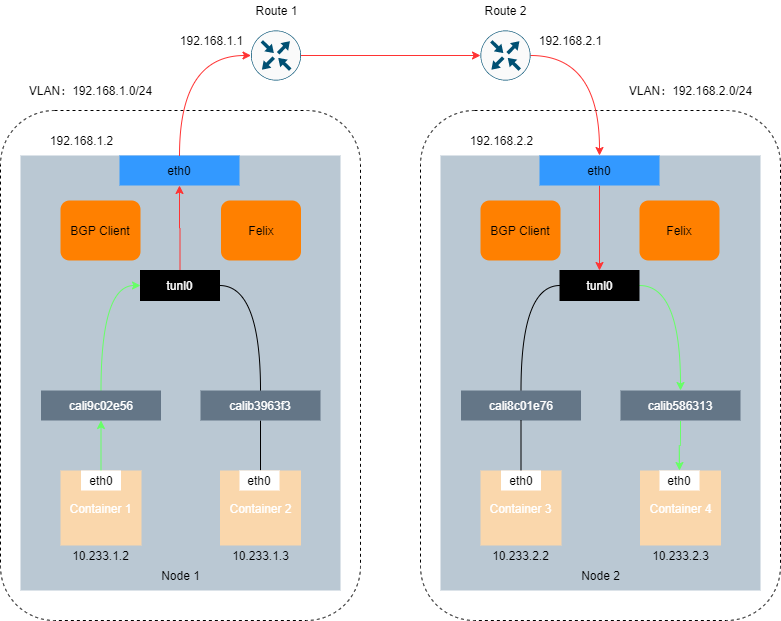 Route 1
Route 2
192.168.1.1
192.168.2.1
VLAN：192.168.1.0/24
VLAN：192.168.2.0/24
192.168.1.2
192.168.2.2
eth0
eth0
BGP Client
Felix
BGP Client
Felix
tunl0
tunl0
cali9c02e56
calib3963f3
cali8c01e76
calib586313
eth0
eth0
eth0
eth0
Container 1
Container 2
Container 3
Container 4
10.233.1.2
10.233.1.3
10.233.2.2
10.233.2.3
Node 1
Node 2